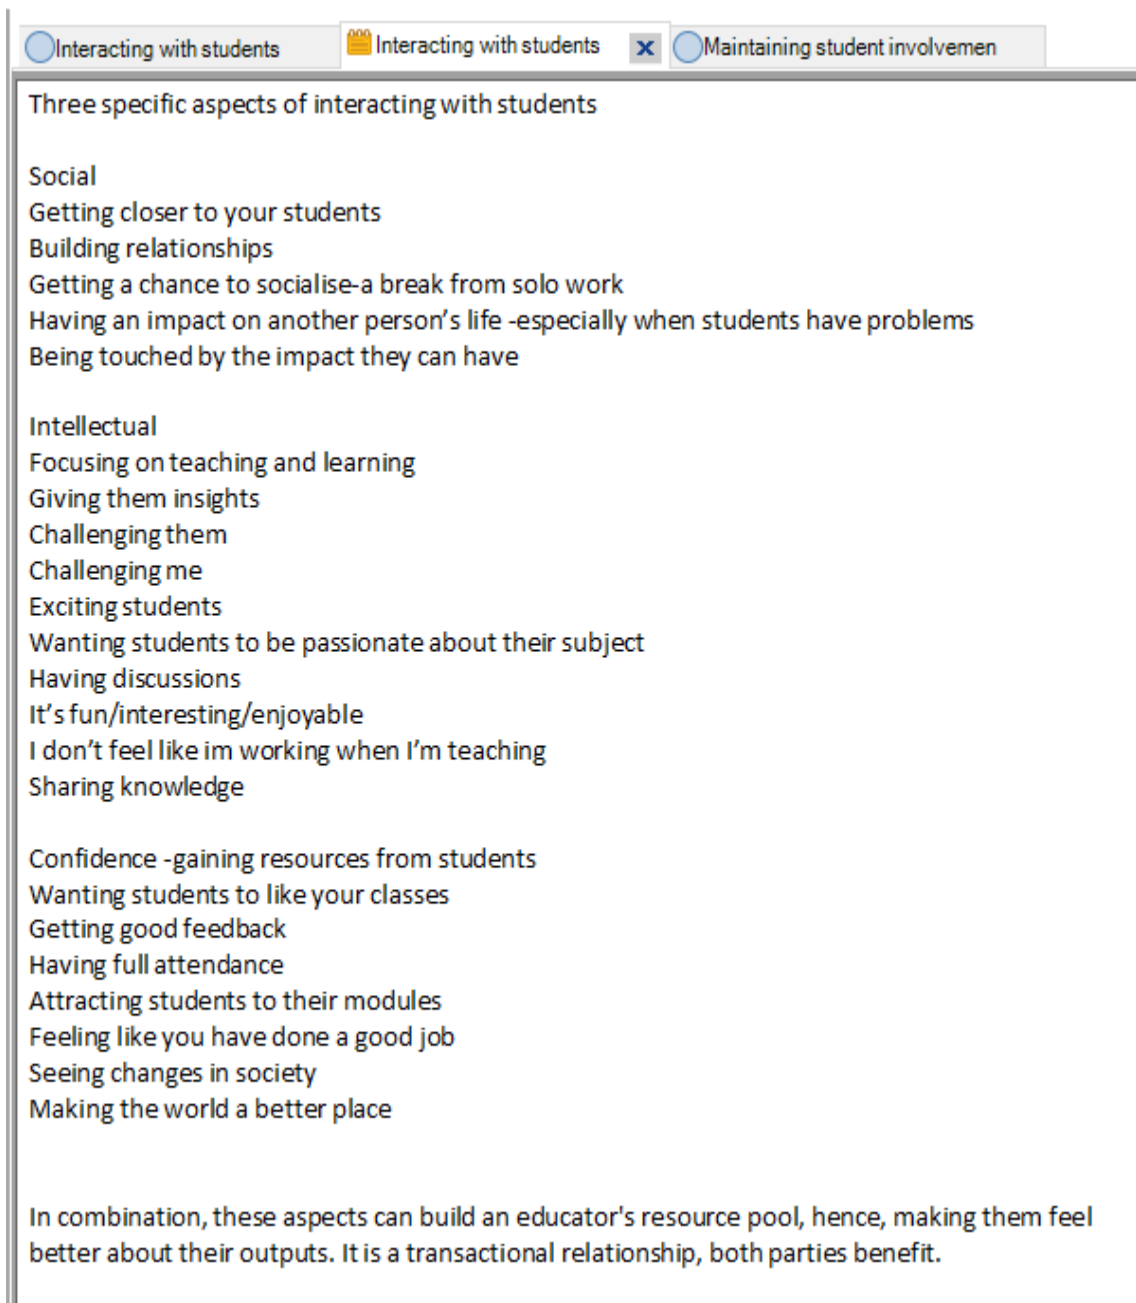 Interacting with students
Interacting with students
Maintaining student involvemen
Three specific aspects of interacting with students
Social
Getting closer to your students
Building relationships
Getting a chance to socialise-a break from solo work
Having an impact on another person’s life -especially when students have problems
Being touched by the impact they can have
Intellectual
Focusing on teaching and learning
Giving them insights
Challenging them
Challenging me
Exciting students
Wanting students to be passionate about their subject
Having discussions
It’s fun/interesting/enjoyable
I don’t feel like im working when I’m teaching
Sharing knowledge
Confidence -gaining resources from students
Wanting students to like your classes
Getting good feedback
Having full attendance
Attracting students to their modules
Feeling like you have done a good job
Seeing changes in society
Making the world a better place
In combination, these aspects can build an educator's resource pool, hence, making them feel
better about their outputs. It is a transactional relationship, both parties benefit.